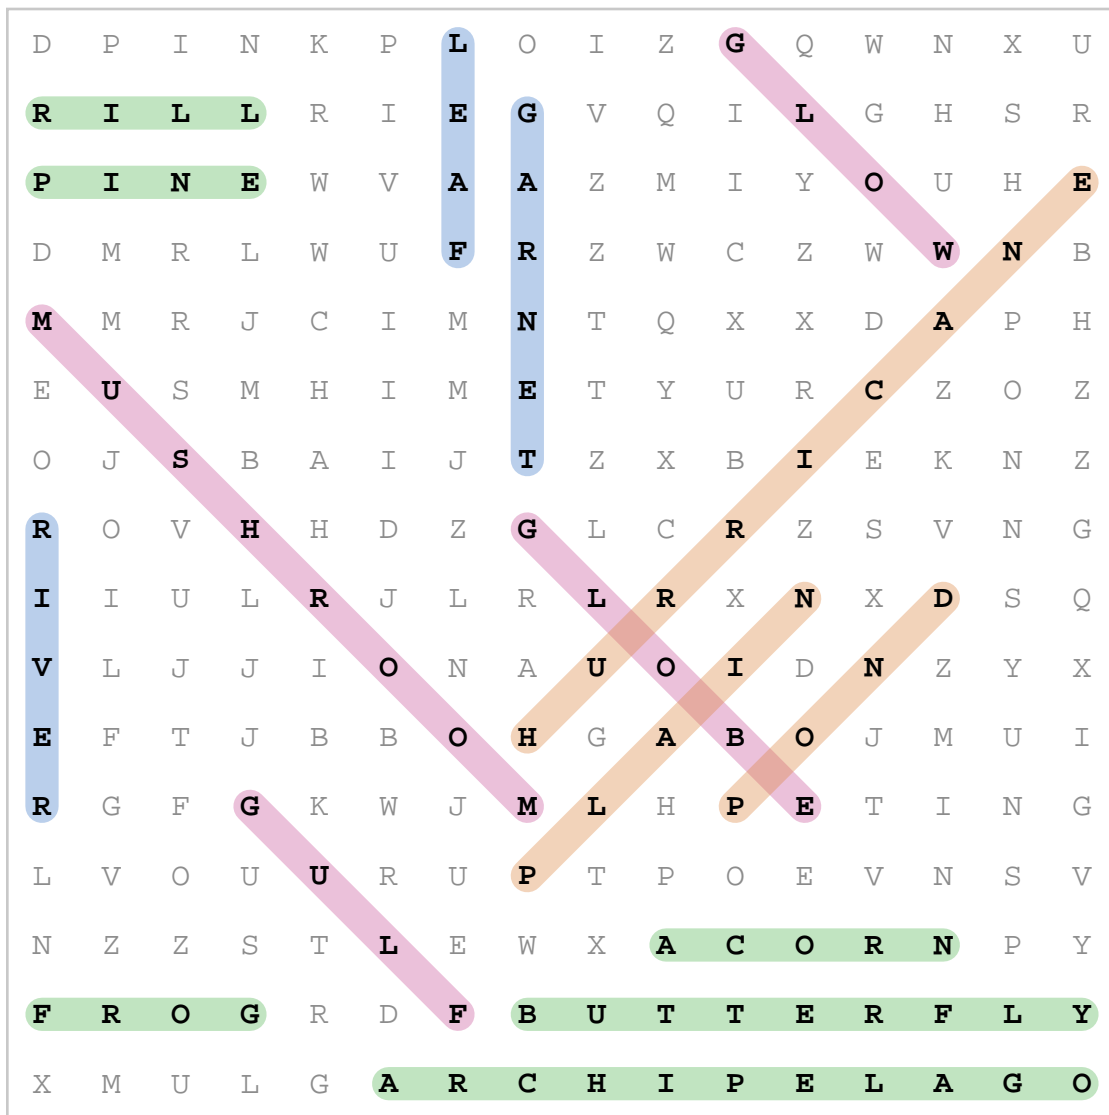 D P I N K P L O I Z G Q W N X U
R I L L R I E G V Q I L G H S R
P I N E W V A A Z M I Y O U H E
D M R L W U F R Z W C Z W W N B
M M R J C I M N T Q X X D A P H
E U S M H I M E T Y U R C Z O Z
O J S B A I J T Z X B I E K N Z
R O V H H D Z G L C R Z S V N G
I I U L R J L R L R X N X D S Q
V L J J I O N A U O I D N Z Y X
E F T J B B O H G A B O J M U I
R G F G K W J M L H P E T I N G
L V O U U R U P T P O E V N S V
N Z Z S T L E W X A C O R N P Y
F R O G R D F B U T T E R F L Y
X M U L G A R C H I P E L A G O